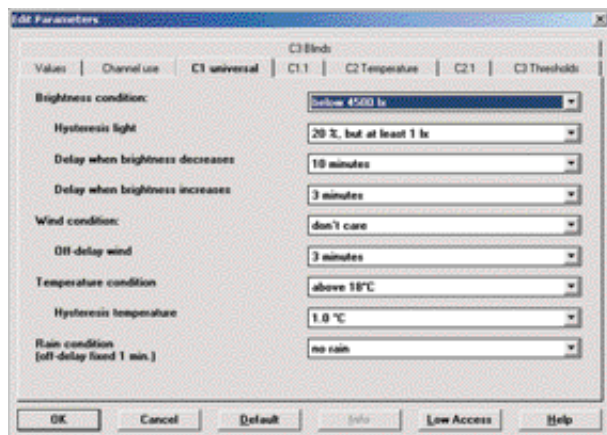 Edit Parameters
C3 Blinds
Values Channel use C1 universal C1.1 C2 Temperature C2.1 C3 Thresholds
Brightness condition: below 4500 lx
Hysteresis light 20 %, but at least 1 lx
Delay when brightness decreases 10 minutes
Delay when brightness increases 3 minutes
Wind condition: don't care
Off-delay wind 3 minutes
Temperature condition above 18°C
Hysteresis temperature 1.0 °C
Rain condition no rain
(off-delay fixed 1 min.)
OK Cancel Default Info Low Access Help